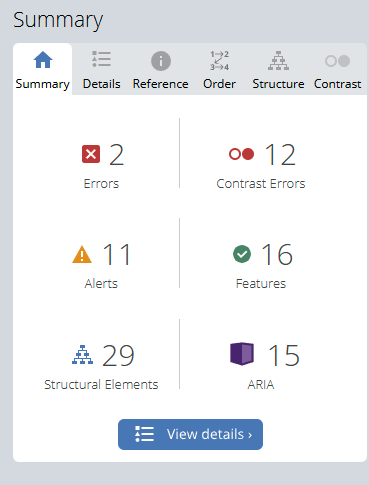 Summary
Summary Details Reference Order Structure Contrast
2 12
Errors Contrast Errors
11 16
Alerts Features
29 15
Structural Elements ARIA
View details ›